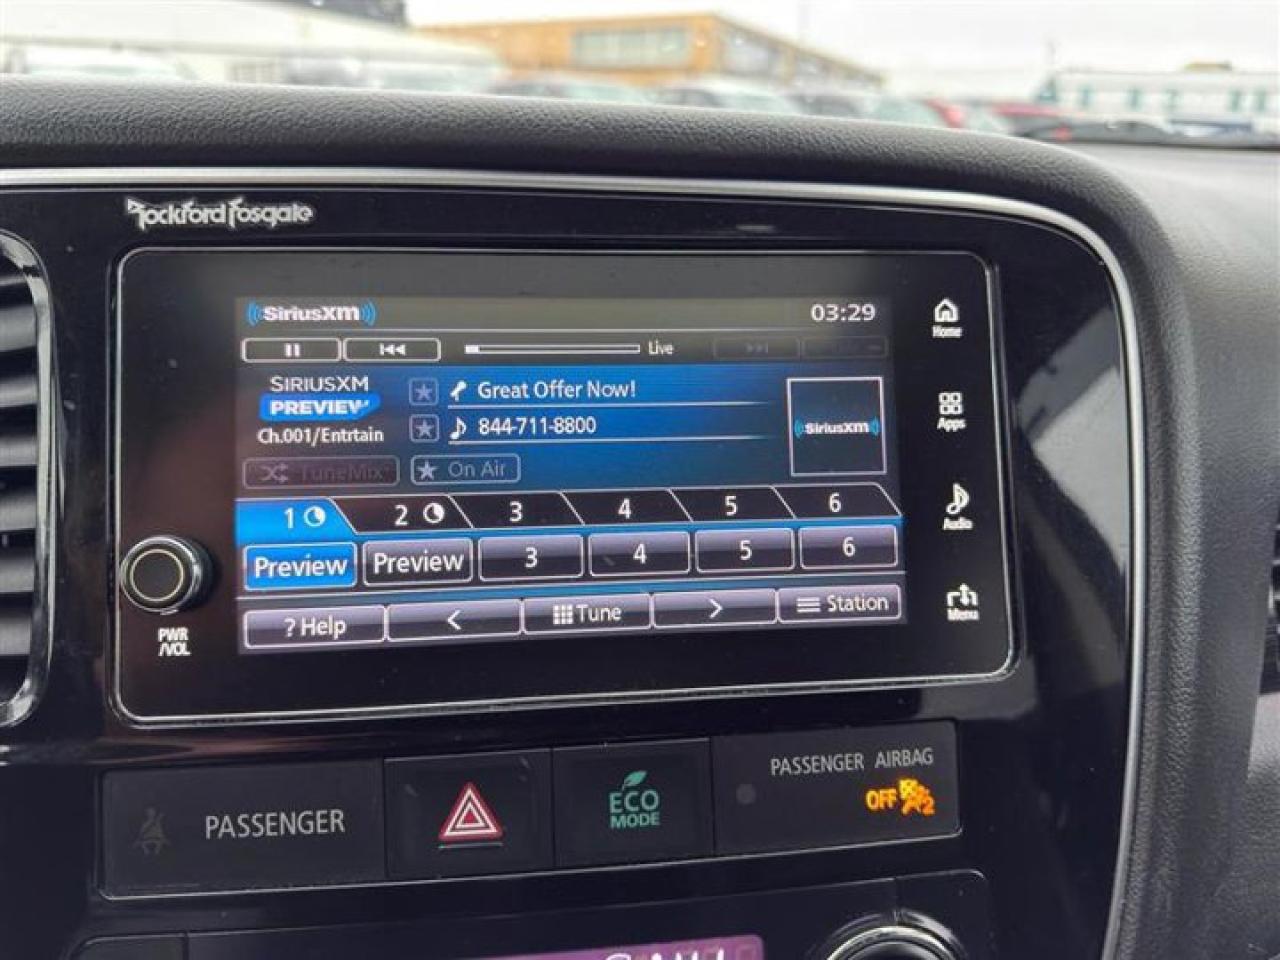 Rockford Fosgate
SiriusXM
03:29
Live
Home
SIRIUSXM
PREVIEW
Great Offer Now!
Apps
Ch.001/Entrtain
844-711-8800
SiriusXM
TuneMix
On Air
Audio
1 2 3 4 5 6
Preview Preview 3 4 5 6
? Help < Tune > Station
Menu
PWR
/VOL
PASSENGER
ECO
MODE
PASSENGER AIRBAG
OFF 2